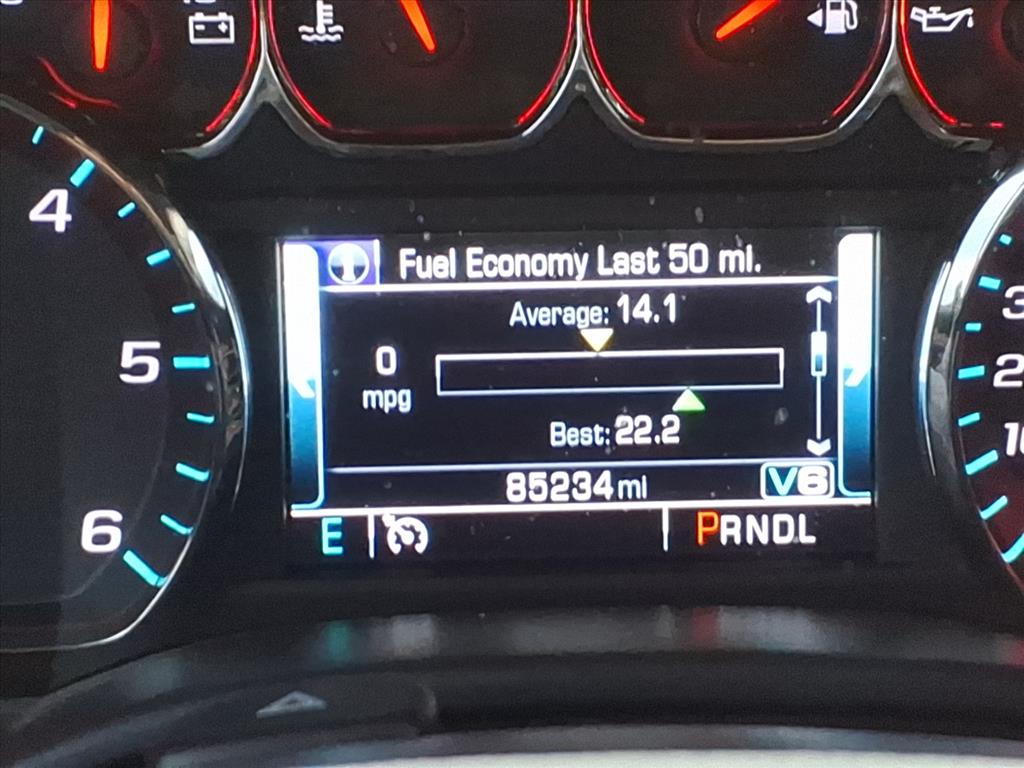 Fuel Economy Last 50 mi.
Average: 14.1
0
mpg
Best: 22.2
85234 mi
V6
E
PRNDL
4
5
6